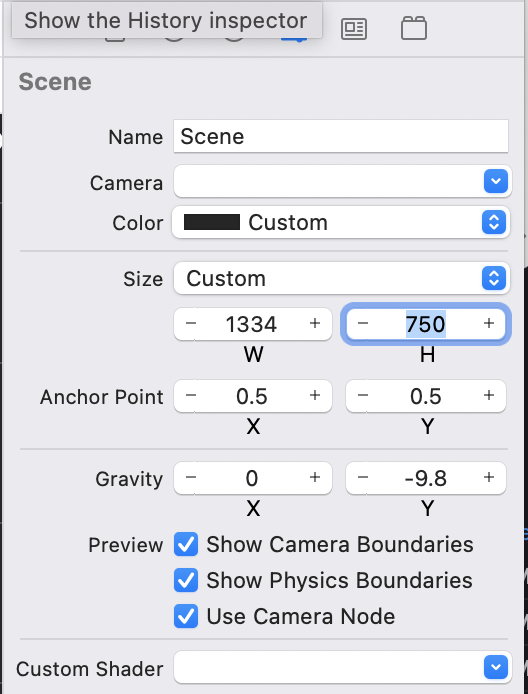 Show the History inspector
Scene
Name Scene
Camera
Color Custom
Size Custom
− 1334 + − 750 +
W H
Anchor Point − 0.5 + − 0.5 +
X Y
Gravity − 0 + − -9.8 +
X Y
Preview Show Camera Boundaries
Show Physics Boundaries
Use Camera Node
Custom Shader